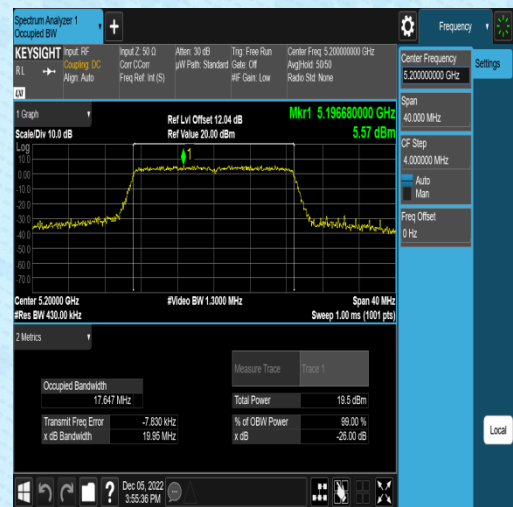 Spectrum Analyzer 1
Occupied BW
Frequency
KEYSIGHT
Input: RF
Coupling: DC
Align: Auto
Input Z: 50 Ω
Corr CCorr
Freq Ref: Int (S)
Atten: 30 dB
µW Path: Standard
Trig: Free Run
Gate: Off
#IF Gain: Low
Center Freq: 5.200000000 GHz
Avg|Hold: 50/50
Radio Std: None
RL
LXI
Center Frequency
5.200000000 GHz
Settings
Span
40.000 MHz
CF Step
4.000000 MHz
Auto
Man
Freq Offset
0 Hz
1 Graph
Scale/Div 10.0 dB
Ref Lvl Offset 12.04 dB
Ref Value 20.00 dBm
Mkr1 5.196680000 GHz
5.57 dBm
Log
10.0
0.00
-10.0
-20.0
-30.0
-40.0
-50.0
-60.0
-70.0
1
Center 5.20000 GHz
#Res BW 430.00 kHz
#Video BW 1.3000 MHz
Span 40 MHz
Sweep 1.00 ms (1001 pts)
2 Metrics
Measure Trace
Trace 1
Occupied Bandwidth
17.647 MHz
Total Power
19.5 dBm
Transmit Freq Error
-7.830 kHz
% of OBW Power
99.00 %
x dB Bandwidth
19.95 MHz
x dB
-26.00 dB
Local
?
Dec 05, 2022
3:55:36 PM